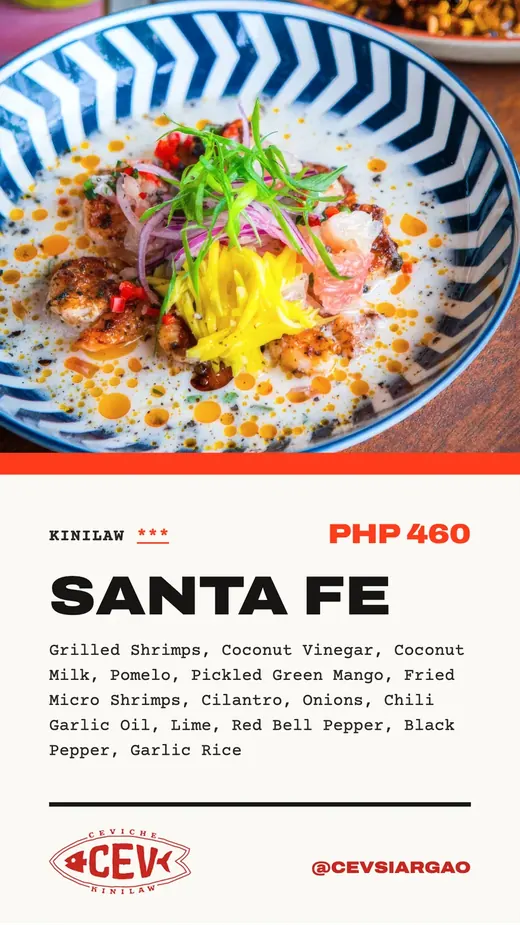 KINILAW *** PHP 460
SANTA FE
Grilled Shrimps, Coconut Vinegar, Coconut
Milk, Pomelo, Pickled Green Mango, Fried
Micro Shrimps, Cilantro, Onions, Chili
Garlic Oil, Lime, Red Bell Pepper, Black
Pepper, Garlic Rice
CEVICHE
CEV
KINILAW
@CEVSIARGAO